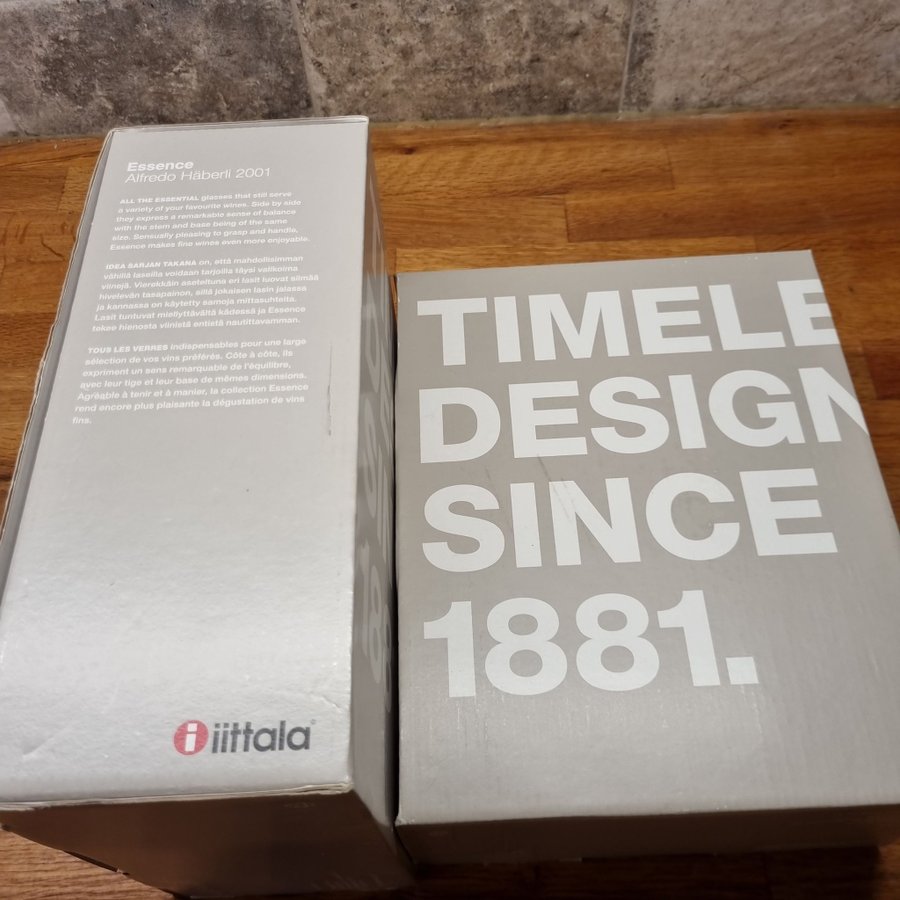 Essence
Alfredo Häberli 2001
ALL THE ESSENTIAL glasses that still serve
a variety of your favourite wines. Side by side
they express a remarkable sense of balance
with the stem and base being of the same
size. Sensually pleasing to grasp and handle,
Essence makes fine wines even more enjoyable.
IDEA SARJAN TAKANA on, että mahdollisimman
vähillä laseilla voidaan tarjoilla täysi valikoima
viinejä. Vierekkäin asetettuna eri lasit luovat silmää
hivelevän tasapainon, sillä jokaisen lasin jalassa
ja kannassa on käytetty samoja mittasuhteita.
Lasit tuntuvat miellyttävältä kädessä ja Essence
tekee hienosta viinistä entistä nautittavamman.
TOUS LES VERRES indispensables pour une large
sélection de vos vins préférés. Côte à côte, ils
expriment un sens remarquable de l'équilibre,
avec leur tige et leur base de mêmes dimensions.
Agréable à tenir et à manier, la collection Essence
rend encore plus plaisante la dégustation de vins
fins.
i iittala
TIMELE
DESIGN
SINCE
1881.